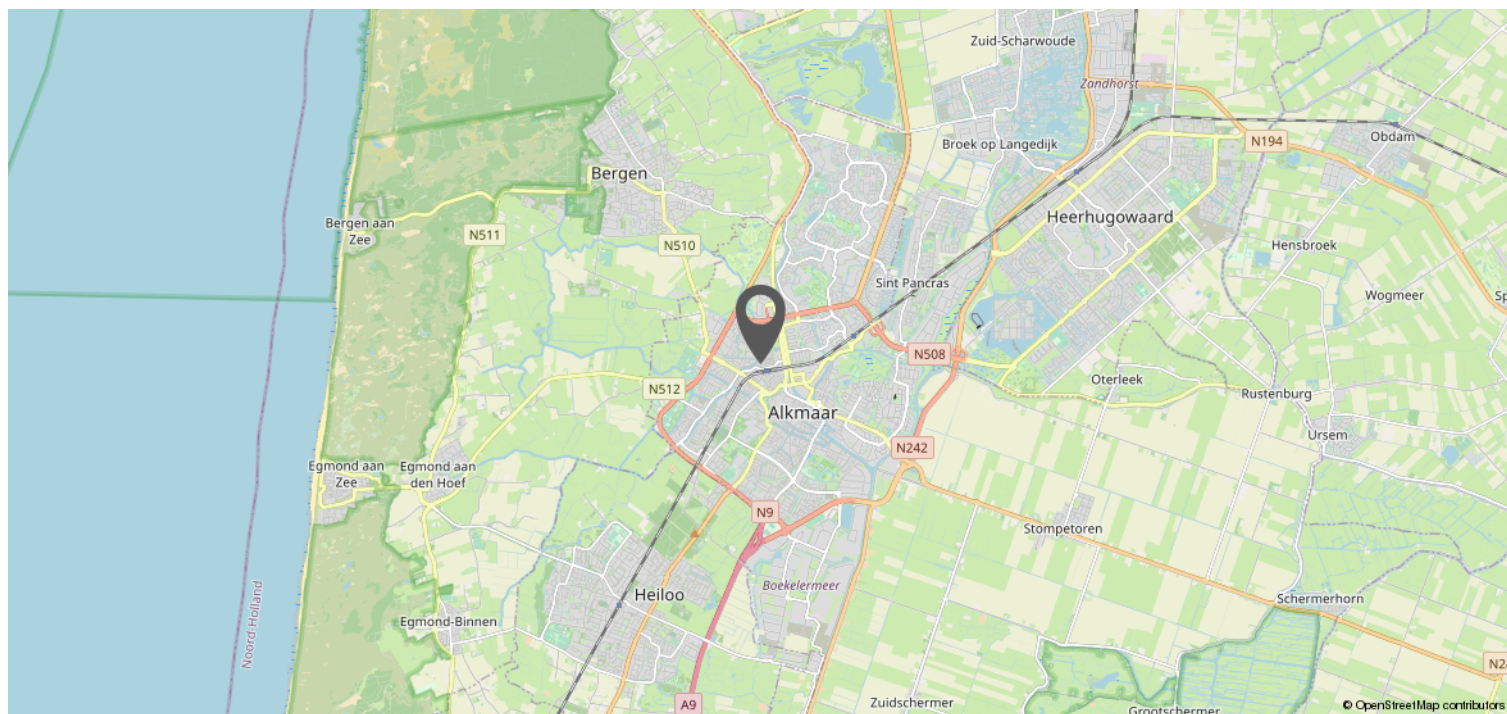 Zuid-Scharwoude
Zandhorst
Broek op Langedijk
N194
Obdam
Bergen
Heerhugowaard
Bergen aan
Zee
N511
N510
Hensbroek
Sint Pancras
Wogmeer
N508
N512
Oterleek
Rustenburg
Alkmaar
Ursem
N242
Egmond aan
Zee
Egmond aan
den Hoef
N9
Stompetoren
Noord-Holland
Boekelermeer
Heiloo
Schermerhorn
Egmond-Binnen
A9
Zuidschermer
Grootschermer
© OpenStreetMap contributors